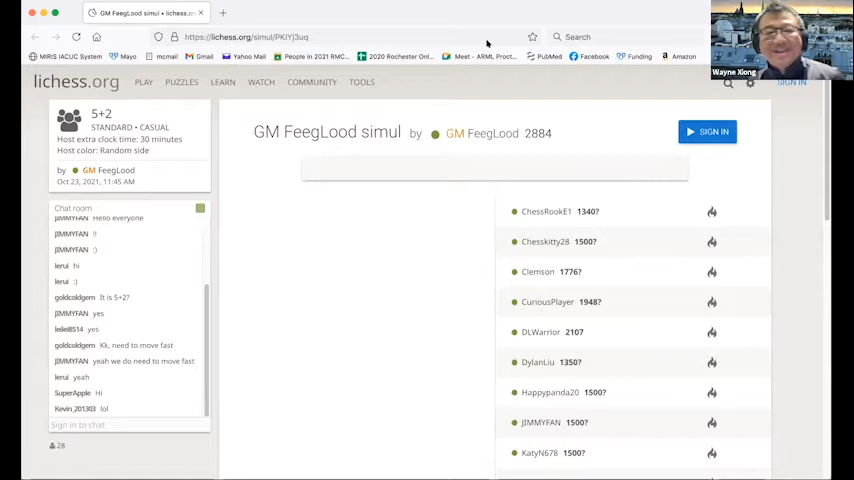 GM FeegLood simul • lichess.or
https://lichess.org/simul/PKlYj3uq
Search
MIRIS IACUC System
Mayo
mcmail
Gmail
Yahoo Mail
People in 2021 RMC...
2020 Rochester Onl...
Meet - ARML Proct...
PubMed
Facebook
Funding
Amazon
Wayne Xiong
lichess.org
PLAY
PUZZLES
LEARN
WATCH
COMMUNITY
TOOLS
SIGN IN
5+2
STANDARD • CASUAL
Host extra clock time: 30 minutes
Host color: Random side
by GM FeegLood
Oct 23, 2021, 11:45 AM
Chat room
JIMMYFAN Hello everyone
JIMMYFAN !!
JIMMYFAN :)
lerui hi
lerui :)
goldcoldgem It is 5+2?
JIMMYFAN yes
leilei8514 yes
goldcoldgem Kk, need to move fast
JIMMYFAN yeah we do need to move fast
lerui yeah
SuperApple Hi
Kevin_201303 lol
Sign in to chat
28
GM FeegLood simul by GM FeegLood 2884
SIGN IN
ChessRookE1 1340?
Chesskitty28 1500?
Clemson 1776?
CuriousPlayer 1948?
DLWarrior 2107
DylanLiu 1350?
Happypanda20 1500?
JIMMYFAN 1500?
KatyN678 1500?